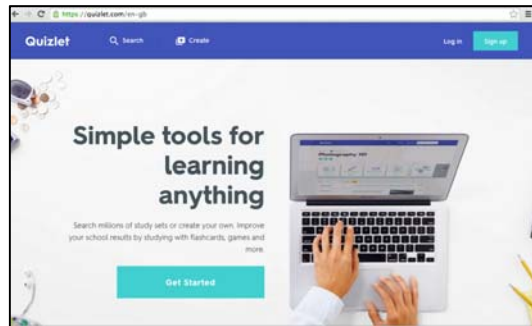 https://quizlet.com/en-gb
Quizlet Search Create Log in Sign up
Simple tools for
learning
anything
Search millions of study sets or create your own. Improve
your school results by studying with flashcards, games and
more.
Get Started
Photography 101